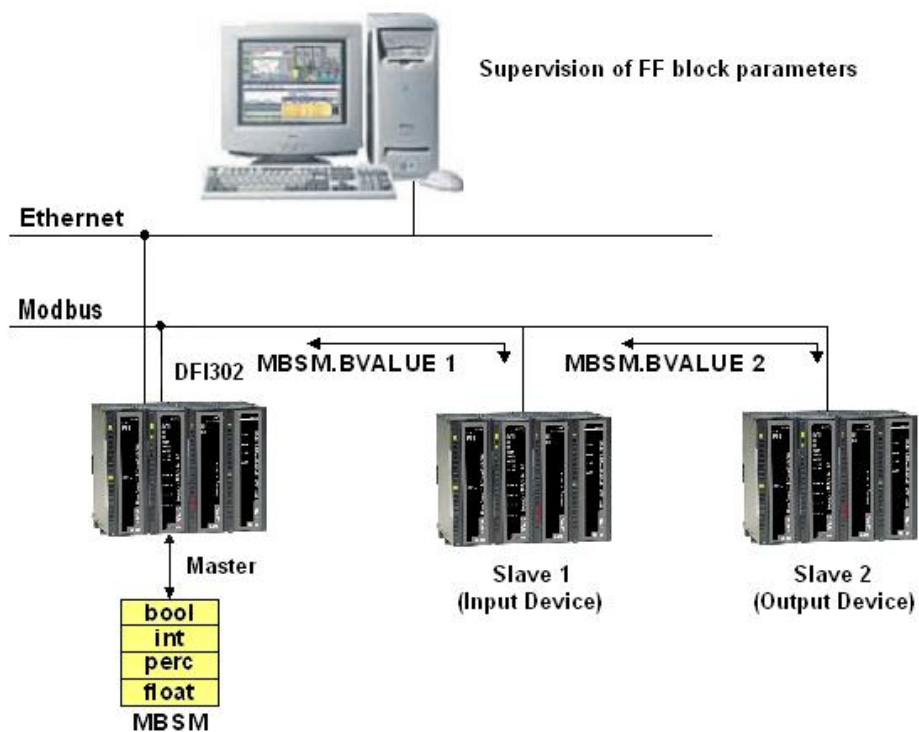 Supervision of FF block parameters
Ethernet
Modbus
MBSM.BVALUE 1
MBSM.BVALUE 2
DFI302
Master
Slave 1
(Input Device)
Slave 2
(Output Device)
bool
int
perc
float
MBSM